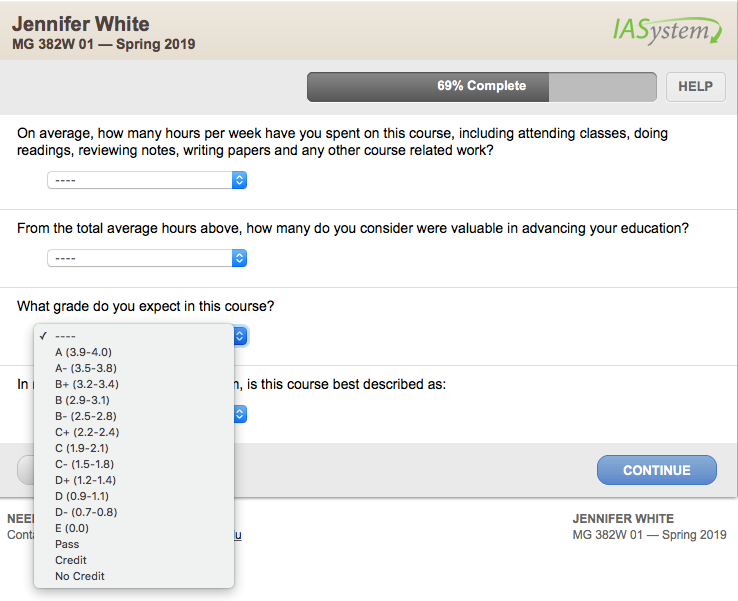 Jennifer White
MG 382W 01 — Spring 2019
IASystem
69% Complete
HELP
On average, how many hours per week have you spent on this course, including attending classes, doing
readings, reviewing notes, writing papers and any other course related work?
----
From the total average hours above, how many do you consider were valuable in advancing your education?
----
What grade do you expect in this course?
✓ ----
A (3.9-4.0)
A- (3.5-3.8)
B+ (3.2-3.4)
B (2.9-3.1)
B- (2.5-2.8)
C+ (2.2-2.4)
C (1.9-2.1)
C- (1.5-1.8)
D+ (1.2-1.4)
D (0.9-1.1)
D- (0.7-0.8)
E (0.0)
Pass
Credit
No Credit
In
, is this course best described as:
CONTINUE
JENNIFER WHITE
MG 382W 01 — Spring 2019